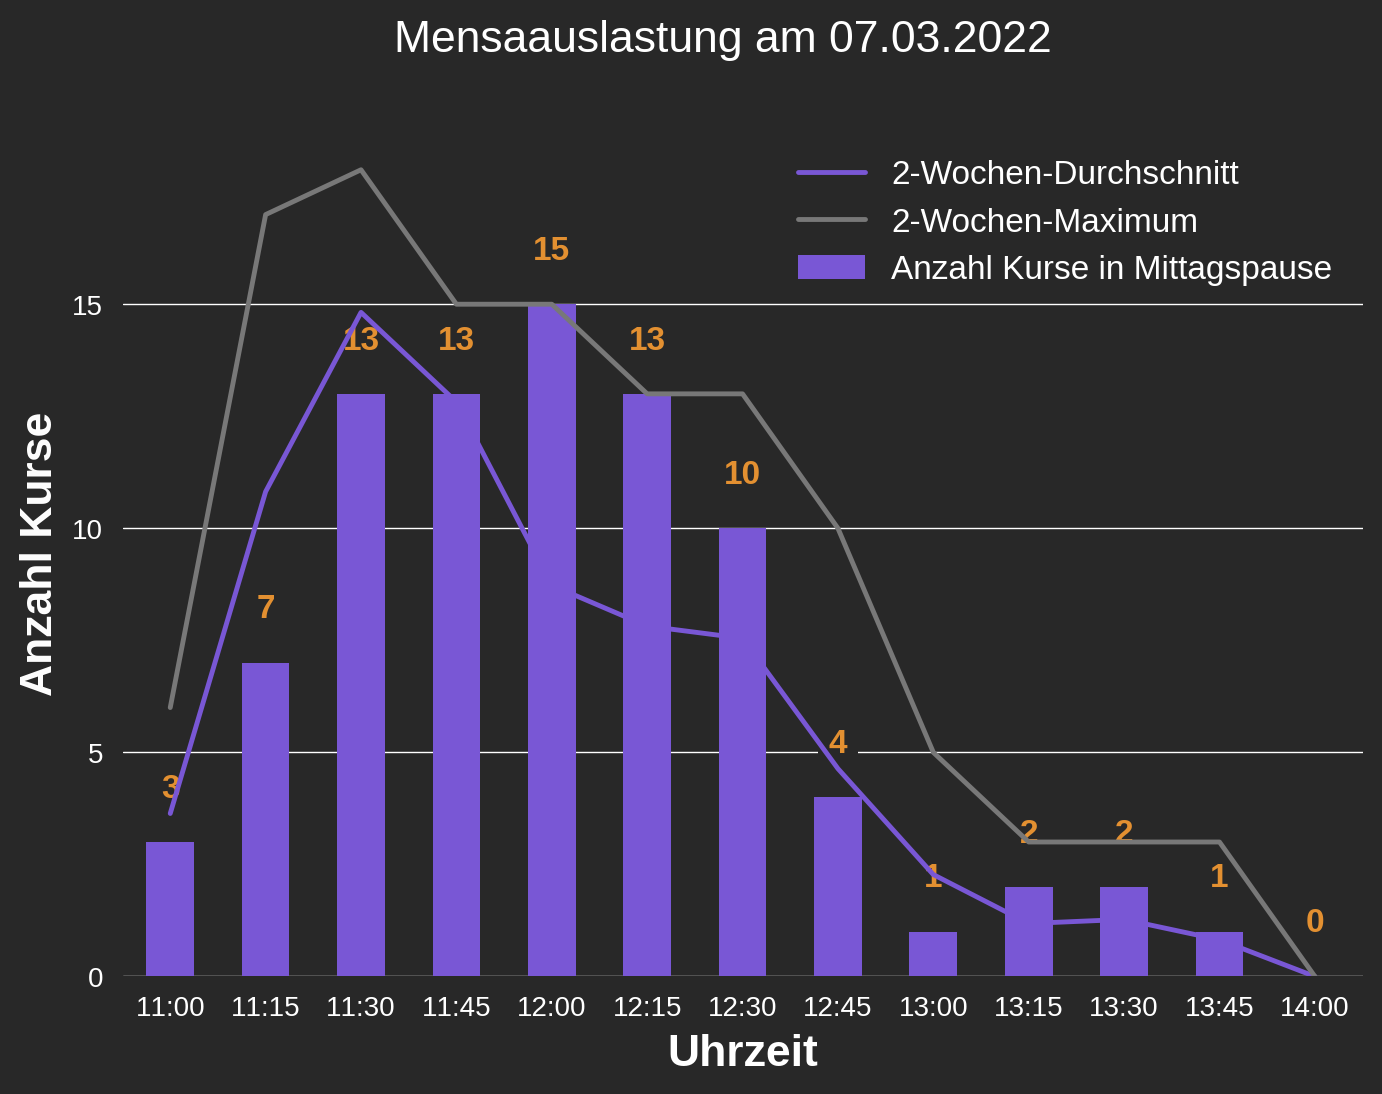 Mensaauslastung am 07.03.2022
2-Wochen-Durchschnitt
2-Wochen-Maximum
Anzahl Kurse in Mittagspause
Anzahl Kurse
15
10
5
0
3
7
13
13
15
13
10
4
1
2
2
1
0
11:00 11:15 11:30 11:45 12:00 12:15 12:30 12:45 13:00 13:15 13:30 13:45 14:00
Uhrzeit